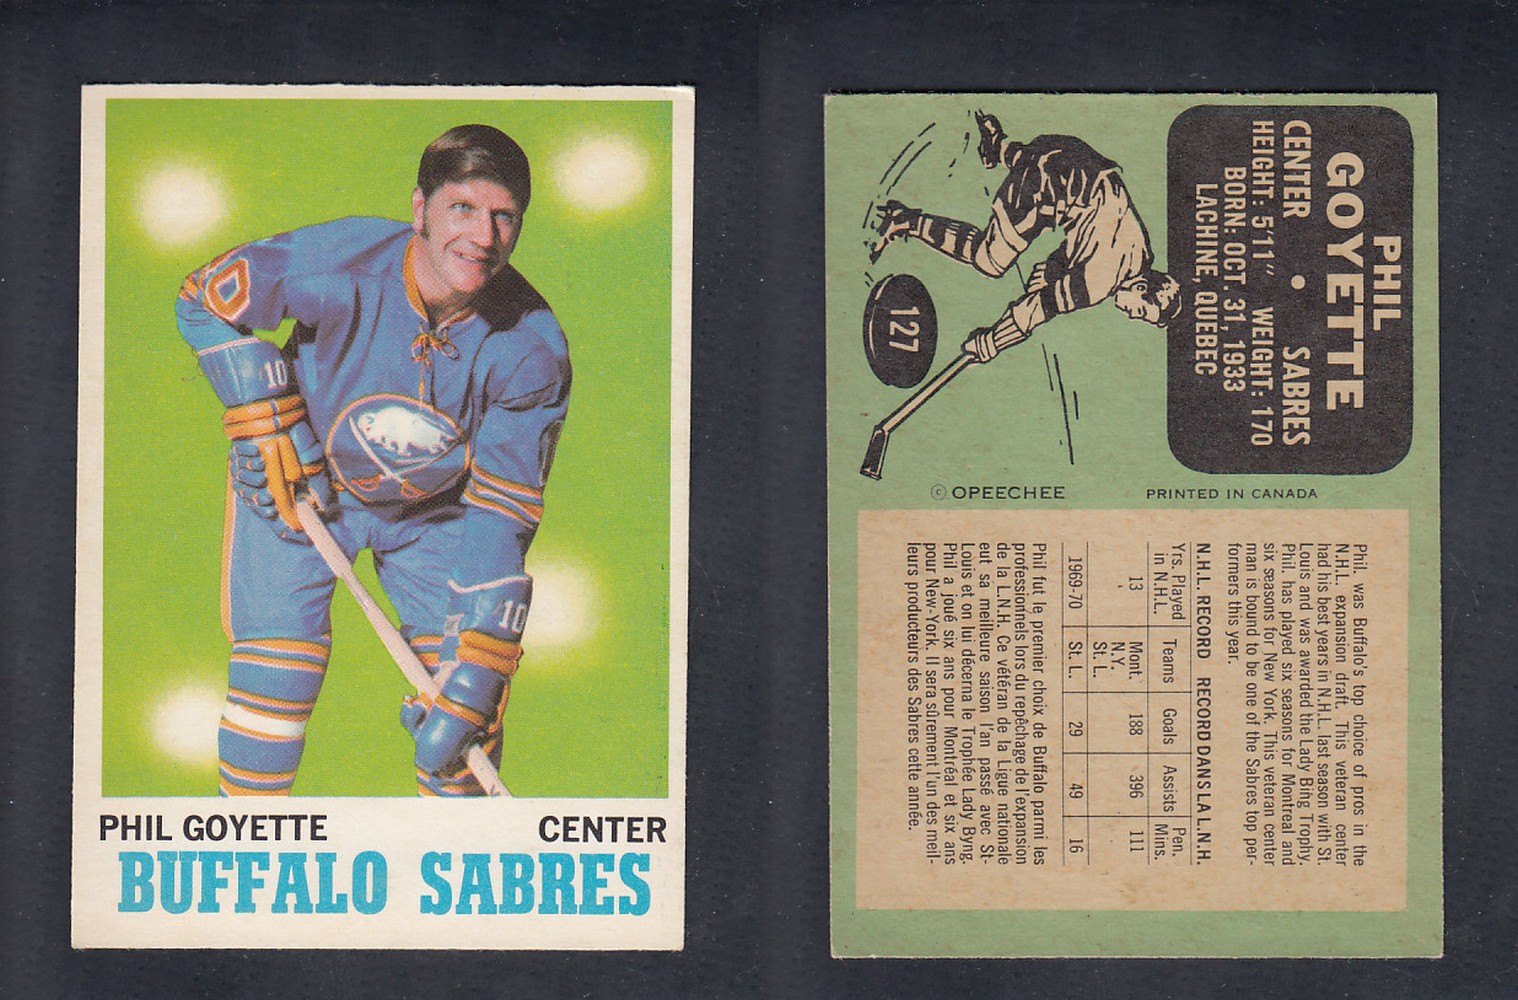 10
10
PHIL GOYETTE
CENTER
BUFFALO SABRES
PHIL
GOYETTE
CENTER • SABRES
HEIGHT: 5'11" WEIGHT: 170
BORN: OCT. 31, 1933
LACHINE, QUEBEC
127
© OPEECHEE
PRINTED IN CANADA
Phil was Buffalo's top choice of pros in the
N.H.L. expansion draft. This veteran center
had his best years in N.H.L. last season with St.
Louis and was awarded the Lady Bing Trophy.
Phil has played six seasons for Montreal and
six seasons for New York. This veteran center
man is bound to be one of the Sabres top per-
formers this year.
N.H.L. RECORD RECORD DANS LA L.N.H.
Yrs. Played in N.H.L. Teams Goals Assists Pen. Mins.
13 Mont. 188 396 111
N.Y.
St. L.
1969-70 St. L. 29 49 16
Phil fut le premier choix de Buffalo parmi les
professionnels lors du repêchage de l'expansion
de la L.N.H. Ce vétéran de la Ligue nationale
eut sa meilleure saison l'an passé avec St-
Louis et on lui décerna le Trophée Lady Byng.
Phil a joué six ans pour Montréal et six ans
pour New-York. Il sera sûrement l'un des meil-
leurs producteurs des Sabres cette année.